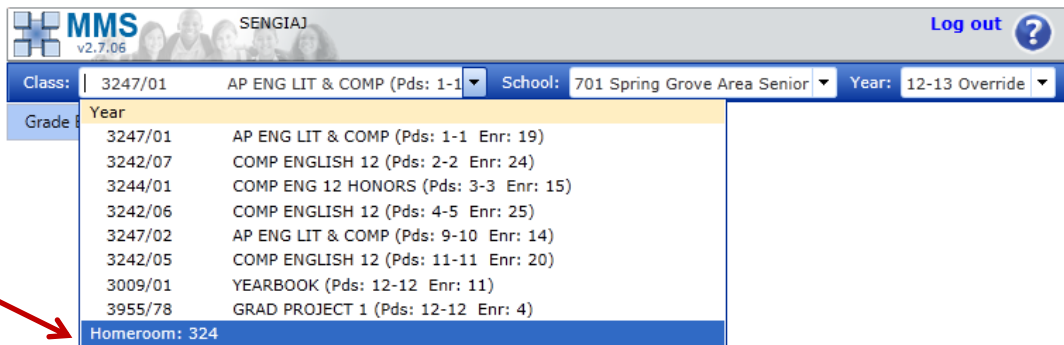 MMS SENGIAJ Log out ?
v2.7.06
Class: 3247/01 AP ENG LIT & COMP (Pds: 1-1 School: 701 Spring Grove Area Senior Year: 12-13 Override
Grade
Year
3247/01 AP ENG LIT & COMP (Pds: 1-1 Enr: 19)
3242/07 COMP ENGLISH 12 (Pds: 2-2 Enr: 24)
3244/01 COMP ENG 12 HONORS (Pds: 3-3 Enr: 15)
3242/06 COMP ENGLISH 12 (Pds: 4-5 Enr: 25)
3247/02 AP ENG LIT & COMP (Pds: 9-10 Enr: 14)
3242/05 COMP ENGLISH 12 (Pds: 11-11 Enr: 20)
3009/01 YEARBOOK (Pds: 12-12 Enr: 11)
3955/78 GRAD PROJECT 1 (Pds: 12-12 Enr: 4)
Homeroom: 324